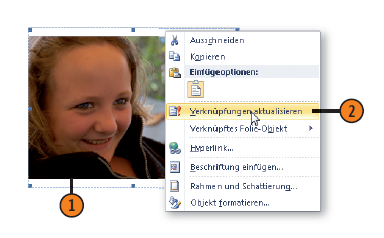 Ausschneiden
Kopieren
Einfügeoptionen:
Verknüpfungen aktualisieren
2
Verknüpftes Folie-Objekt
Hyperlink...
Beschriftung einfügen...
Rahmen und Schattierung...
1
Objekt formatieren...